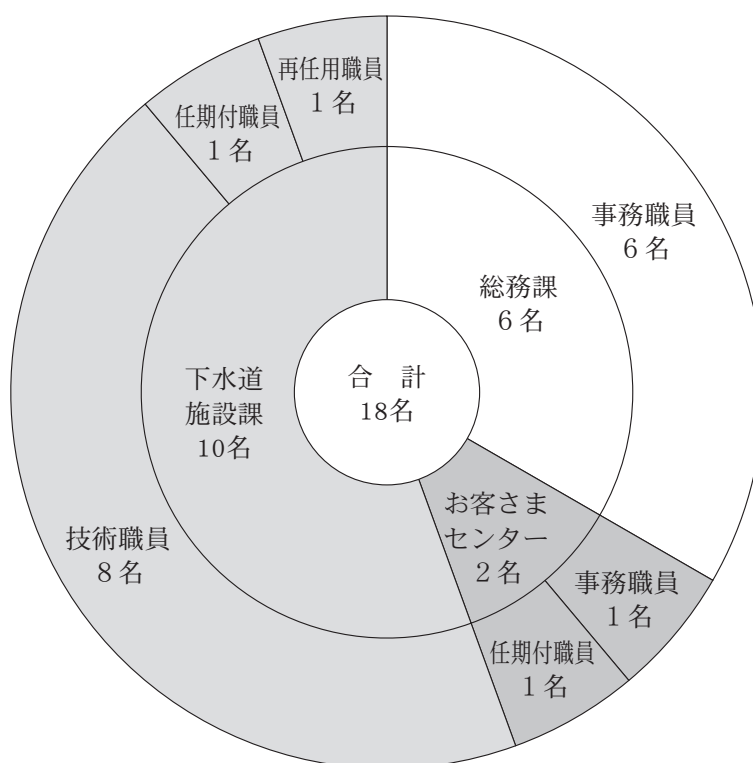 再任用職員
1名
任期付職員
1名
事務職員
6名
総務課
6名
合 計
18名
下水道
施設課
10名
お客さま
センター
2名
技術職員
8名
事務職員
1名
任期付職員
1名